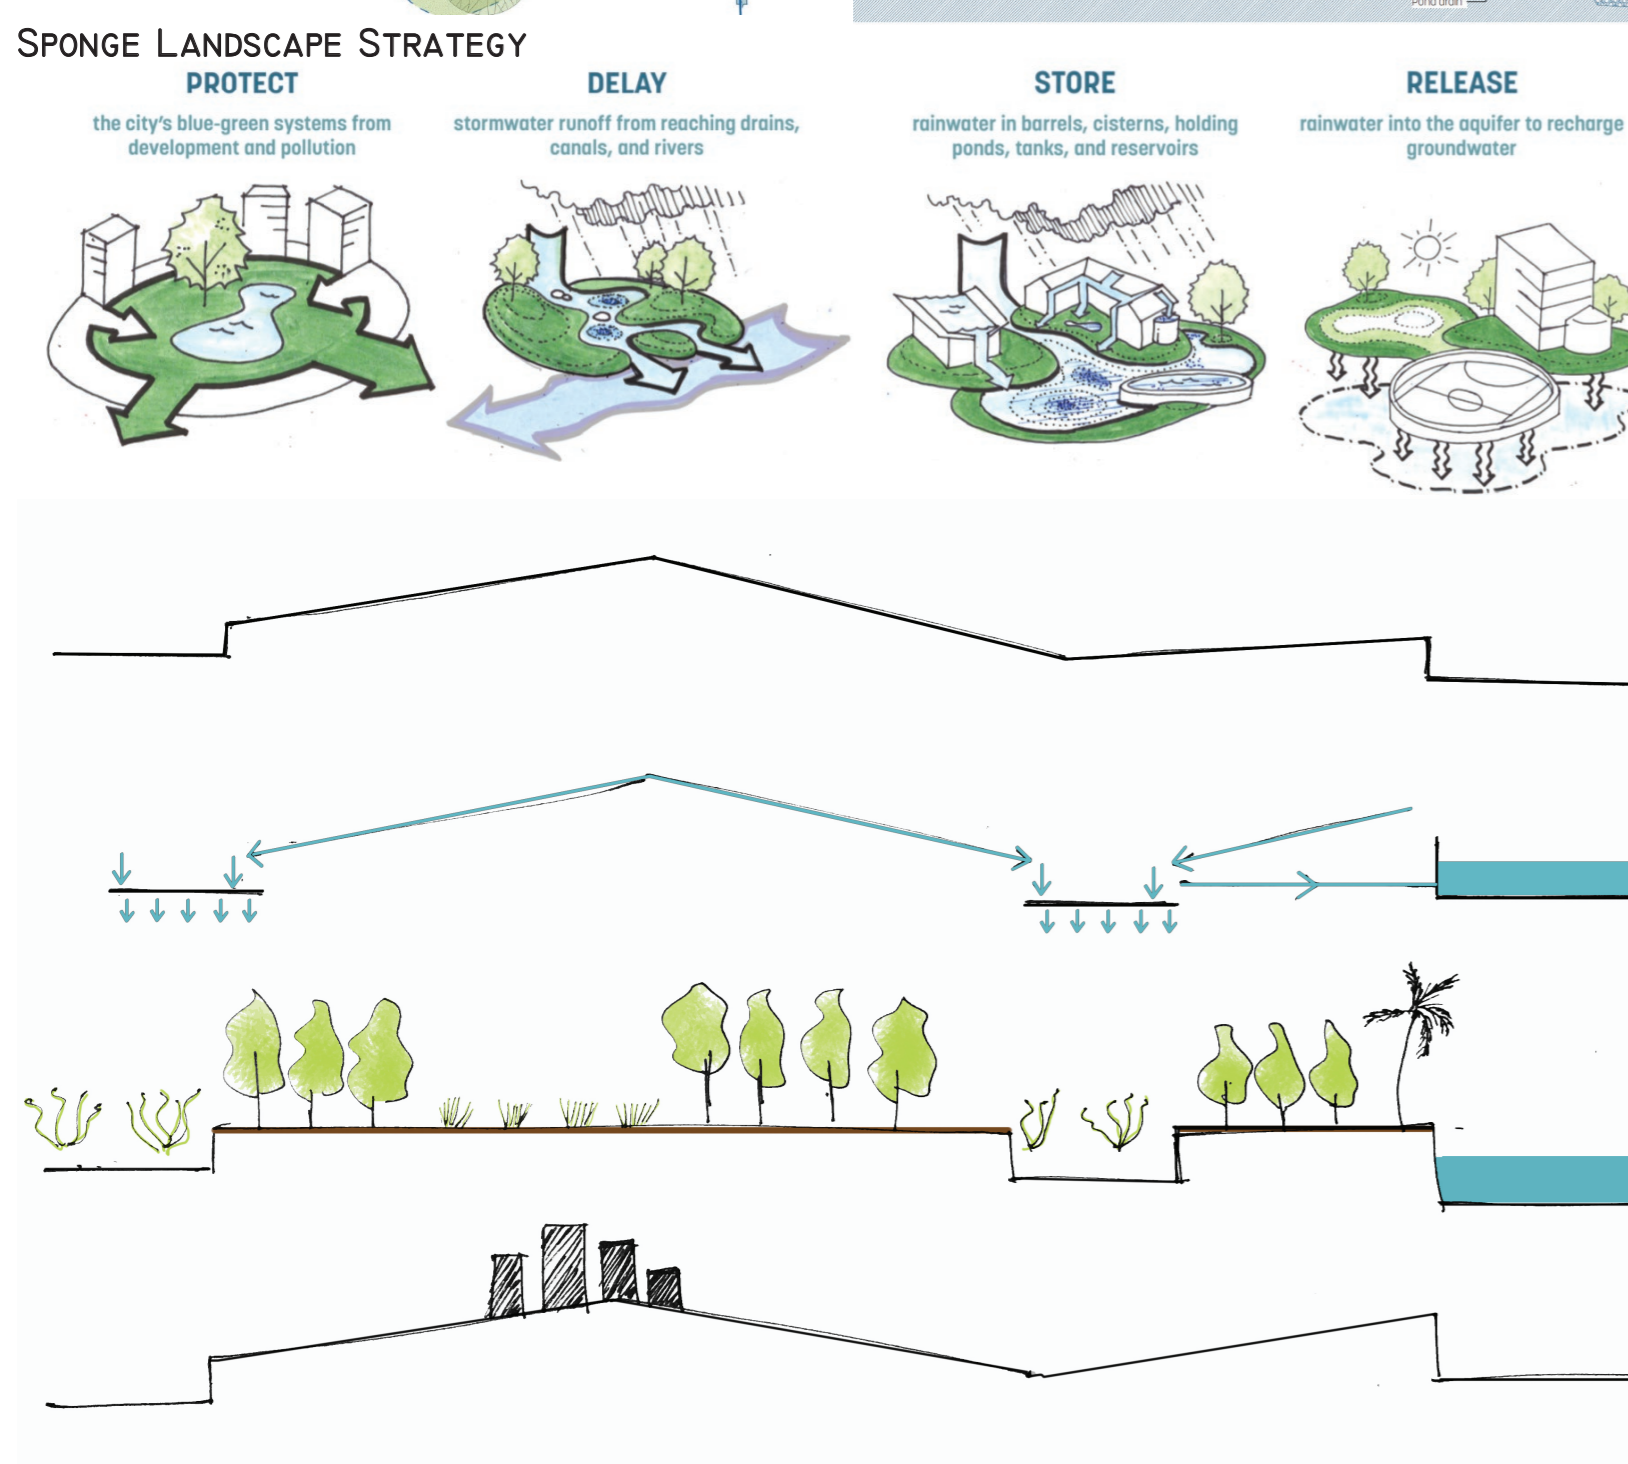 Pond drain
SPONGE LANDSCAPE STRATEGY
PROTECT
the city's blue-green systems from
development and pollution
DELAY
stormwater runoff from reaching drains,
canals, and rivers
STORE
rainwater in barrels, cisterns, holding
ponds, tanks, and reservoirs
RELEASE
rainwater into the aquifer to recharge
groundwater